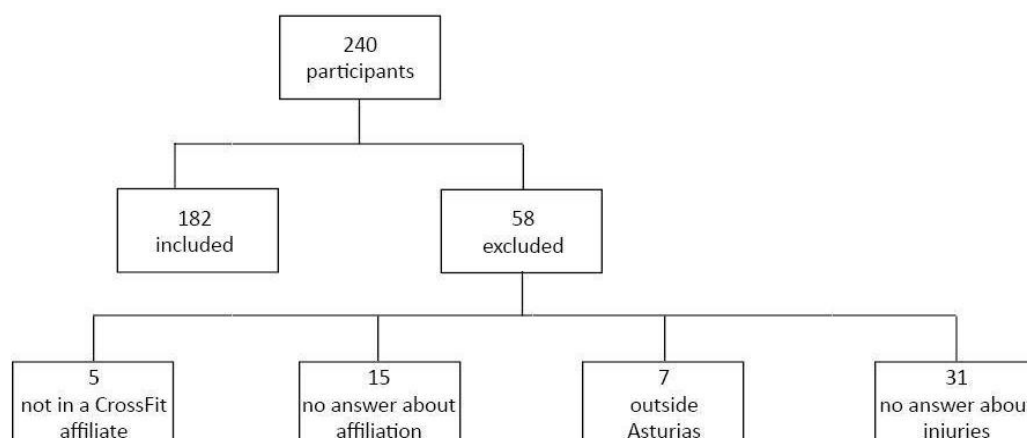 240
participants
182
included
58
excluded
5
not in a CrossFit
affiliate
15
no answer about
affiliation
7
outside
Asturias
31
no answer about
injuries